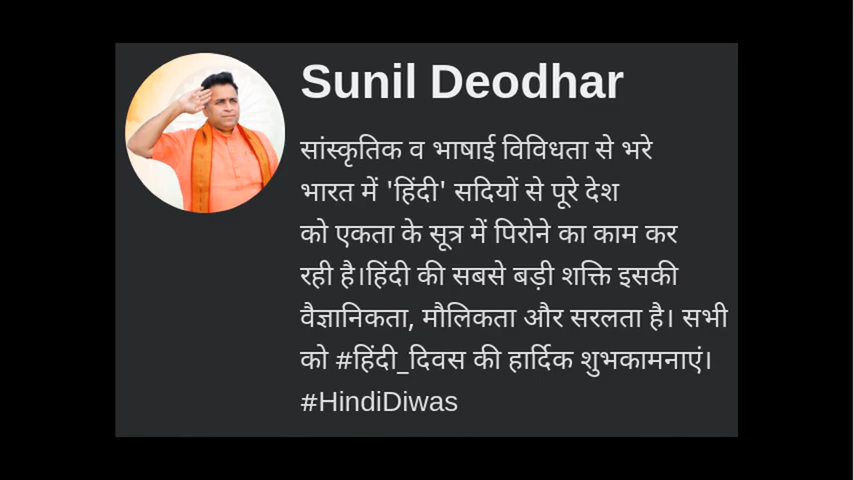 Sunil Deodhar
सांस्कृतिक व भाषाई विविधता से भरे
भारत में 'हिंदी' सदियों से पूरे देश
को एकता के सूत्र में पिरोने का काम कर
रही है।हिंदी की सबसे बड़ी शक्ति इसकी
वैज्ञानिकता, मौलिकता और सरलता है। सभी
को #हिंदी_दिवस की हार्दिक शुभकामनाएं।
#HindiDiwas